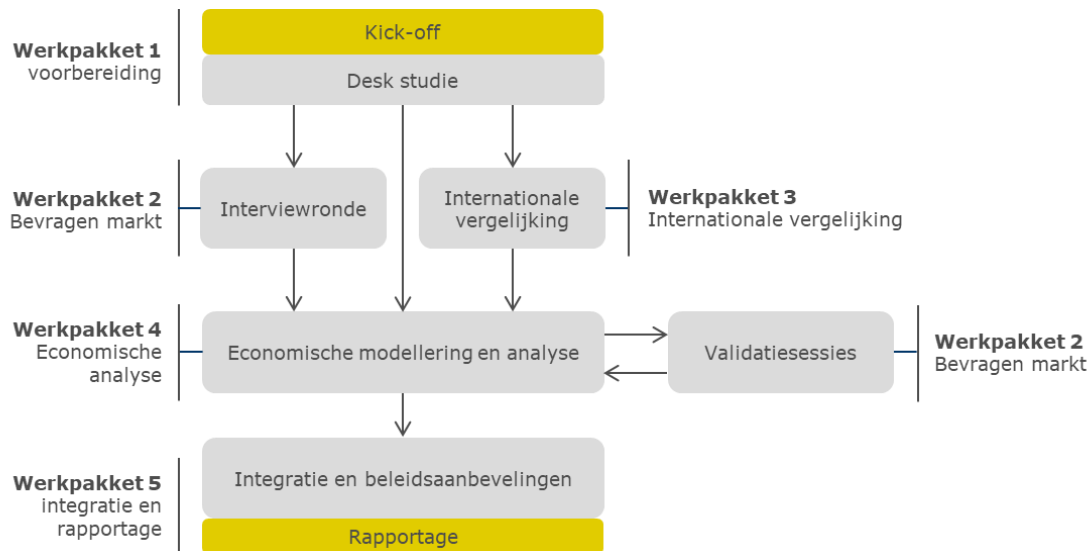 Kick-off
Werkpakket 1
voorbereiding
Desk studie
Werkpakket 2
Bevragen markt
Interviewronde
Internationale
vergelijking
Werkpakket 3
Internationale vergelijking
Werkpakket 4
Economische
analyse
Economische modellering en analyse
Validatiesessies
Werkpakket 2
Bevragen markt
Werkpakket 5
integratie en
rapportage
Integratie en beleidsaanbevelingen
Rapportage